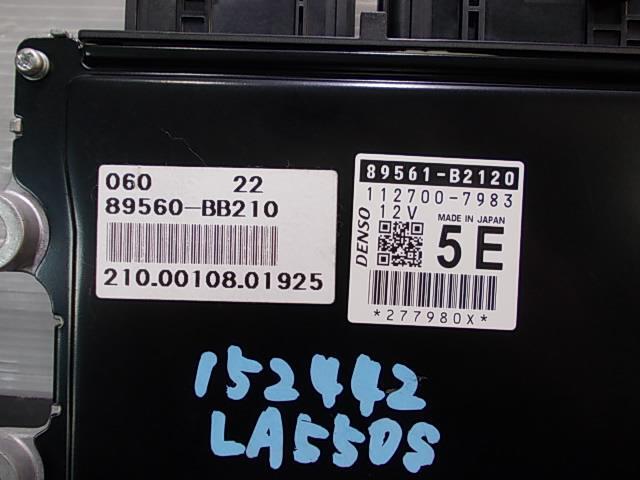 060 22
89560-BB210
210.00108.01925
89561-B2120
112700-7983
DENSO
12V
MADE IN JAPAN
5E
*277980X*
152442
LA550S